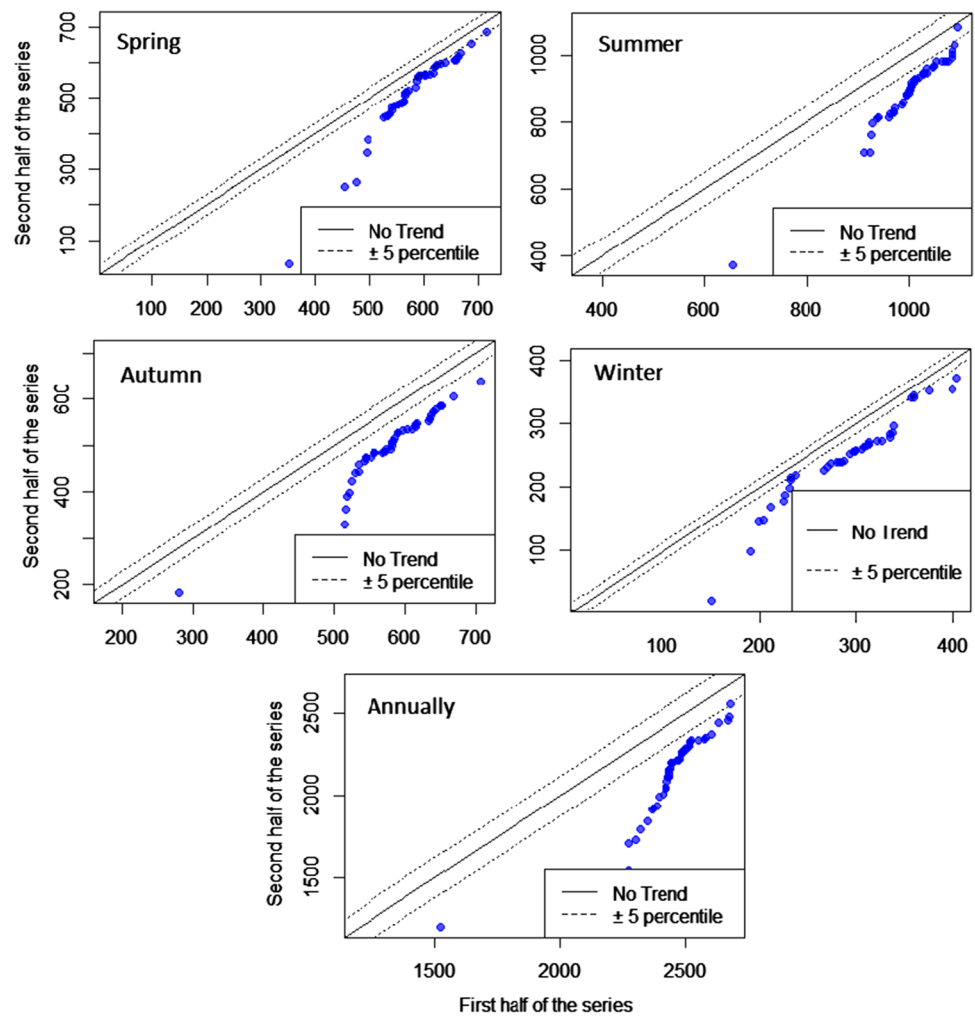 Spring
Second half of the series
700
500
300
100
100 200 300 400 500 600 700
No Trend
± 5 percentile
Summer
1000
800
600
400
400 600 800 1000
No Trend
± 5 percentile
Autumn
Second half of the series
400
200
200 300 400 500 600 700
No Trend
± 5 percentile
Winter
400
300
200
100
100 200 300 400
No Trend
± 5 percentile
Annually
Second half of the series
2500
2000
1500
1500 2000 2500
No Trend
± 5 percentile
First half of the series